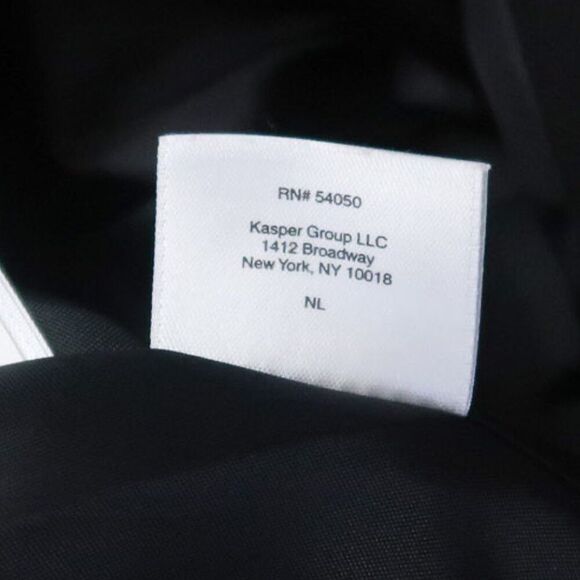 RN# 54050
Kasper Group LLC
1412 Broadway
New York, NY 10018
NL